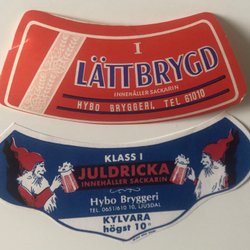 I
LÄTTBRYGD
INNEHÅLLER SACKARIN
HYBO BRYGGERI, TEL 61010
KLASS I
JULDRICKA
INNEHÅLLER SACKARIN
Hybo Bryggeri
TEL. 0651/610 10, LJUSDAL
KYLVARA
högst 10°